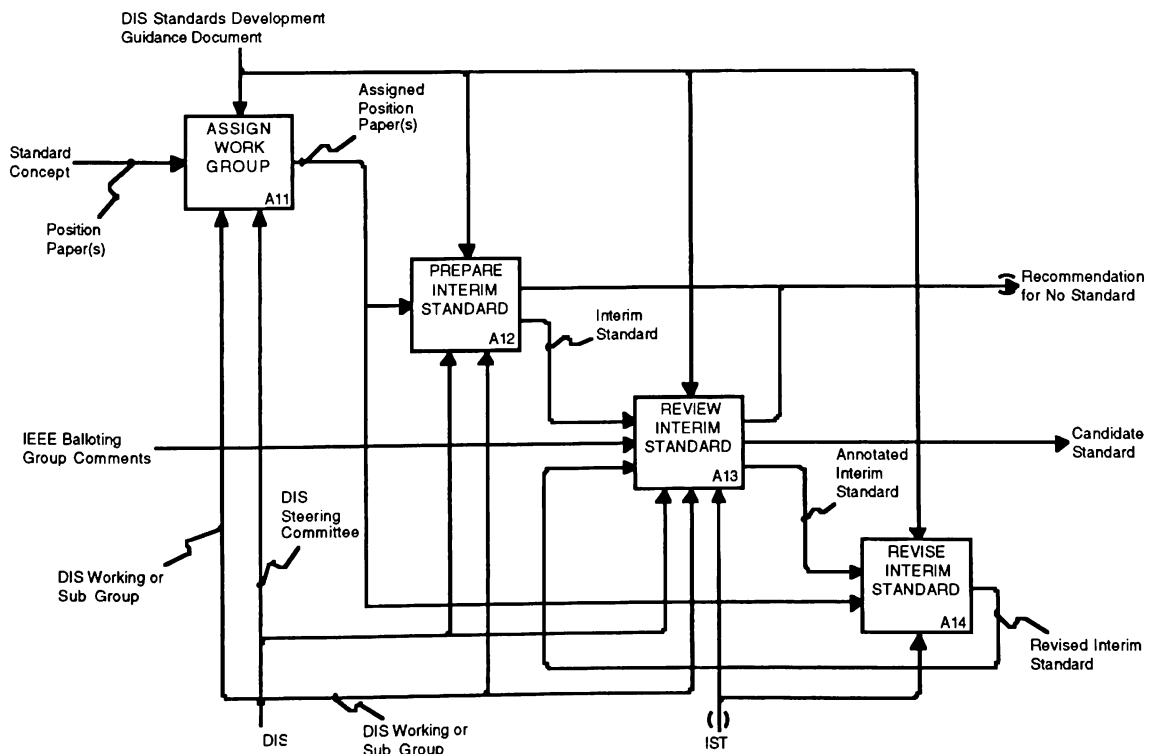 DIS Standards Development
Guidance Document
Assigned
Position
Paper(s)
ASSIGN
WORK
GROUP
A11
Standard
Concept
Position
Paper(s)
PREPARE
INTERIM
STANDARD
A12
Recommendation
for No Standard
Interim
Standard
REVIEW
INTERIM
STANDARD
A13
IEEE Balloting
Group Comments
Candidate
Standard
Annotated
Interim
Standard
DIS
Steering
Committee
REVISE
INTERIM
STANDARD
A14
DIS Working or
Sub Group
Revised Interim
Standard
DIS Working or
Sub Group
DIS
IST